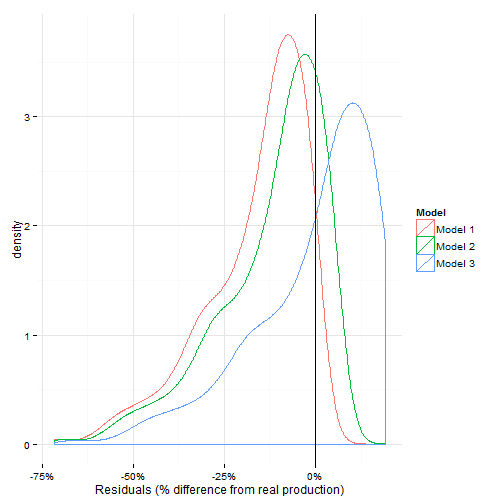 density
3
2
1
0
-75%
-50%
-25%
0%
Residuals (% difference from real production)
Model
Model 1
Model 2
Model 3